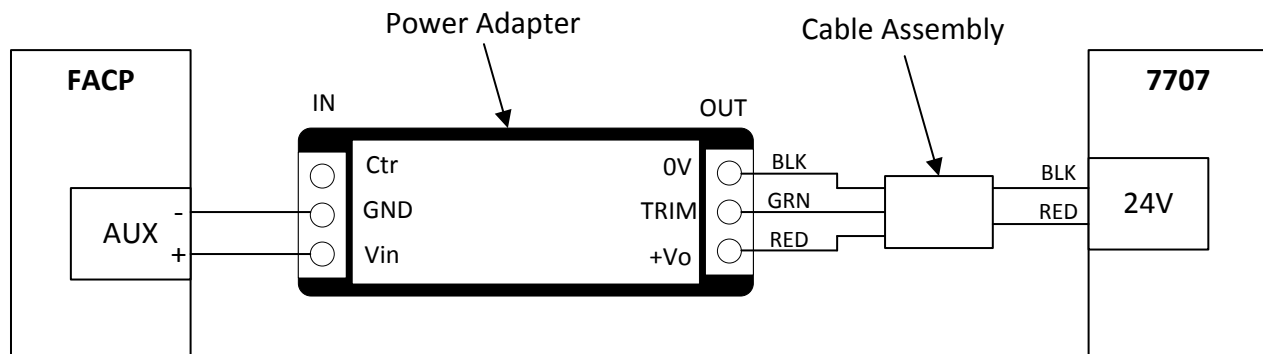 Power Adapter
Cable Assembly
FACP
7707
IN
OUT
Ctr
0V
BLK
BLK
AUX
-
GND
TRIM
GRN
24V
RED
+
Vin
+Vo
RED